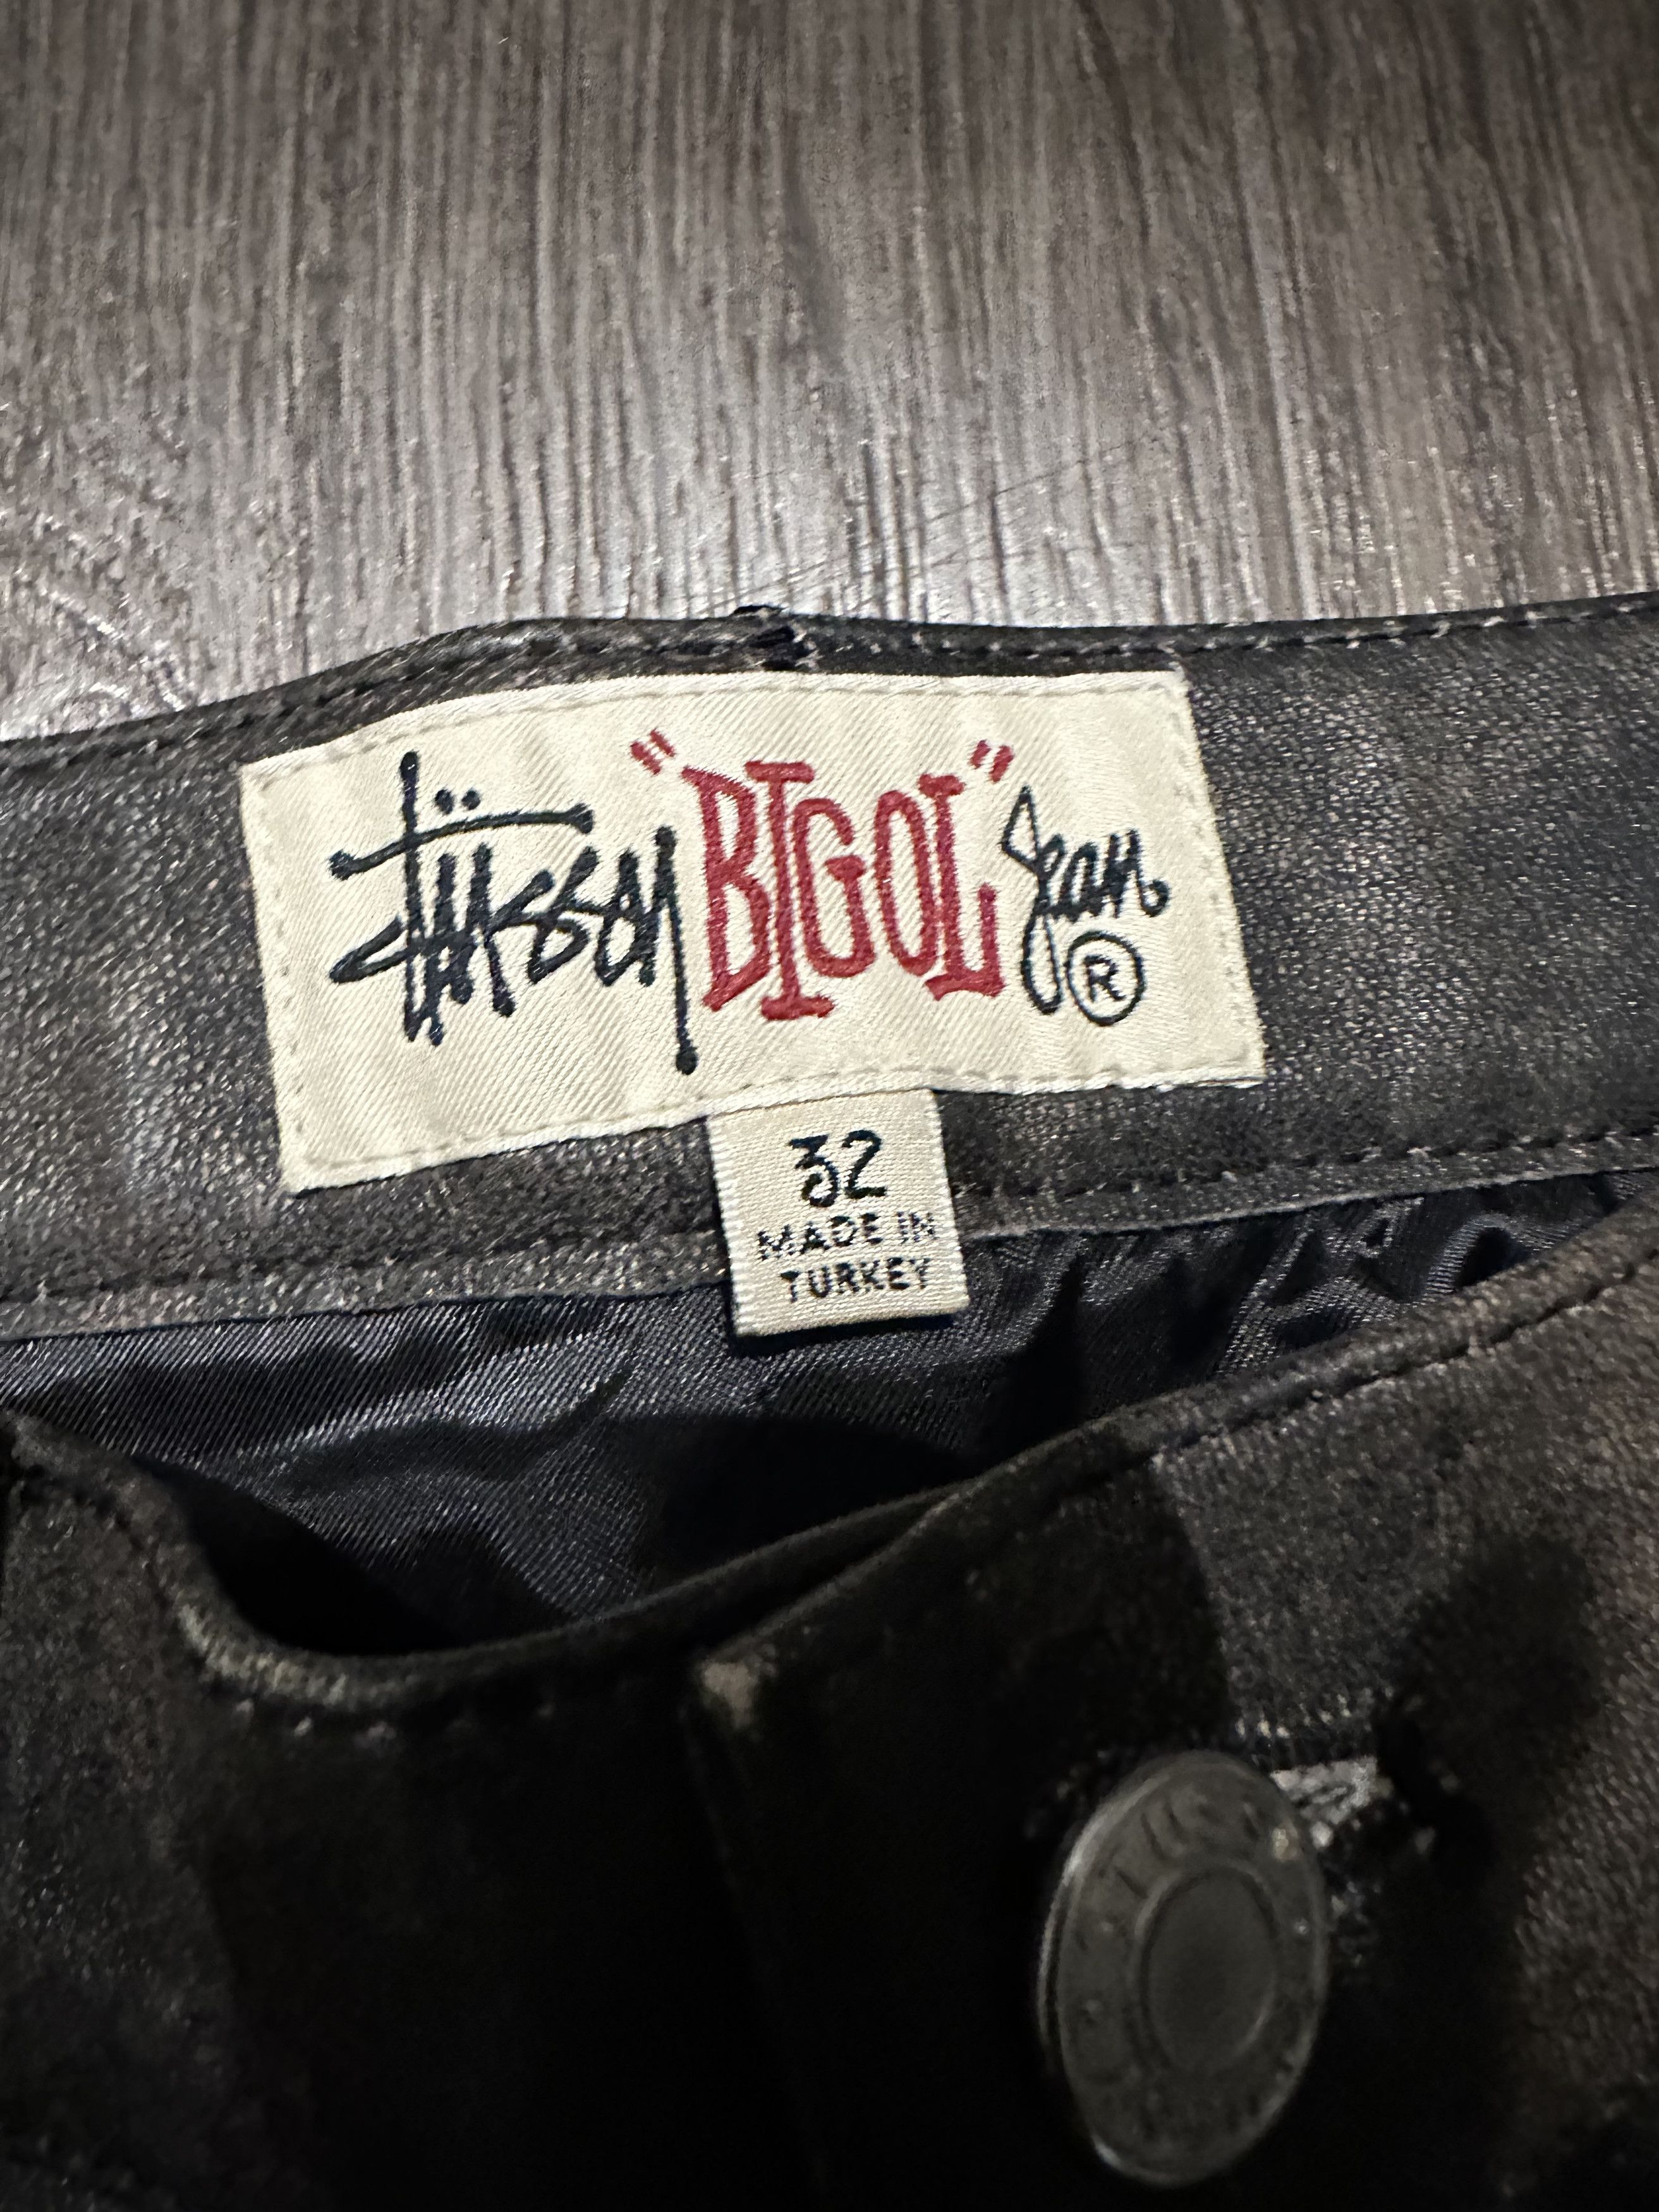 Stüssy "BIGOL" Jean ®
32
MADE IN
TURKEY